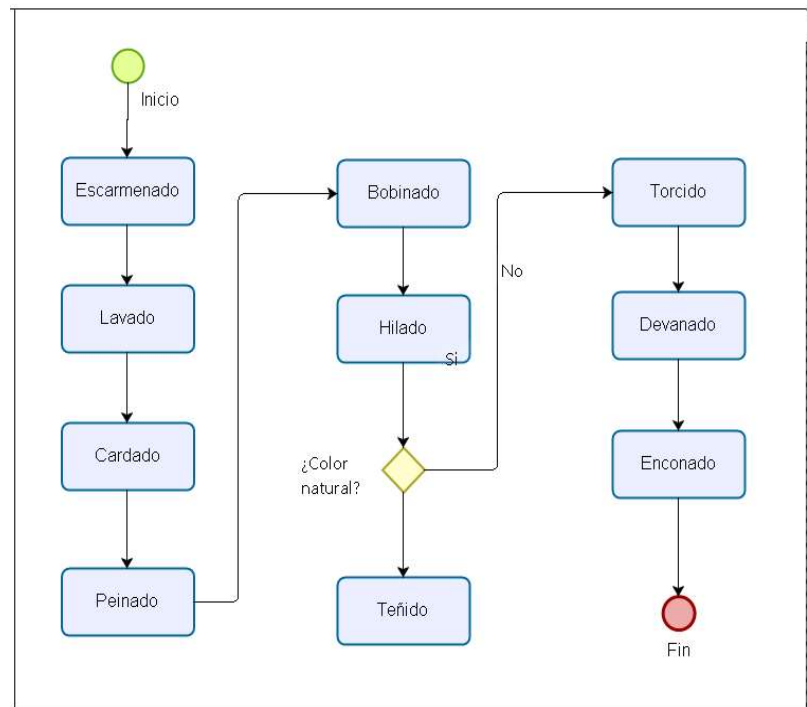 Inicio
Escarmenado
Lavado
Cardado
Peinado
Bobinado
Hilado
Si
¿Color
natural?
Teñido
No
Torcido
Devanado
Enconado
Fin